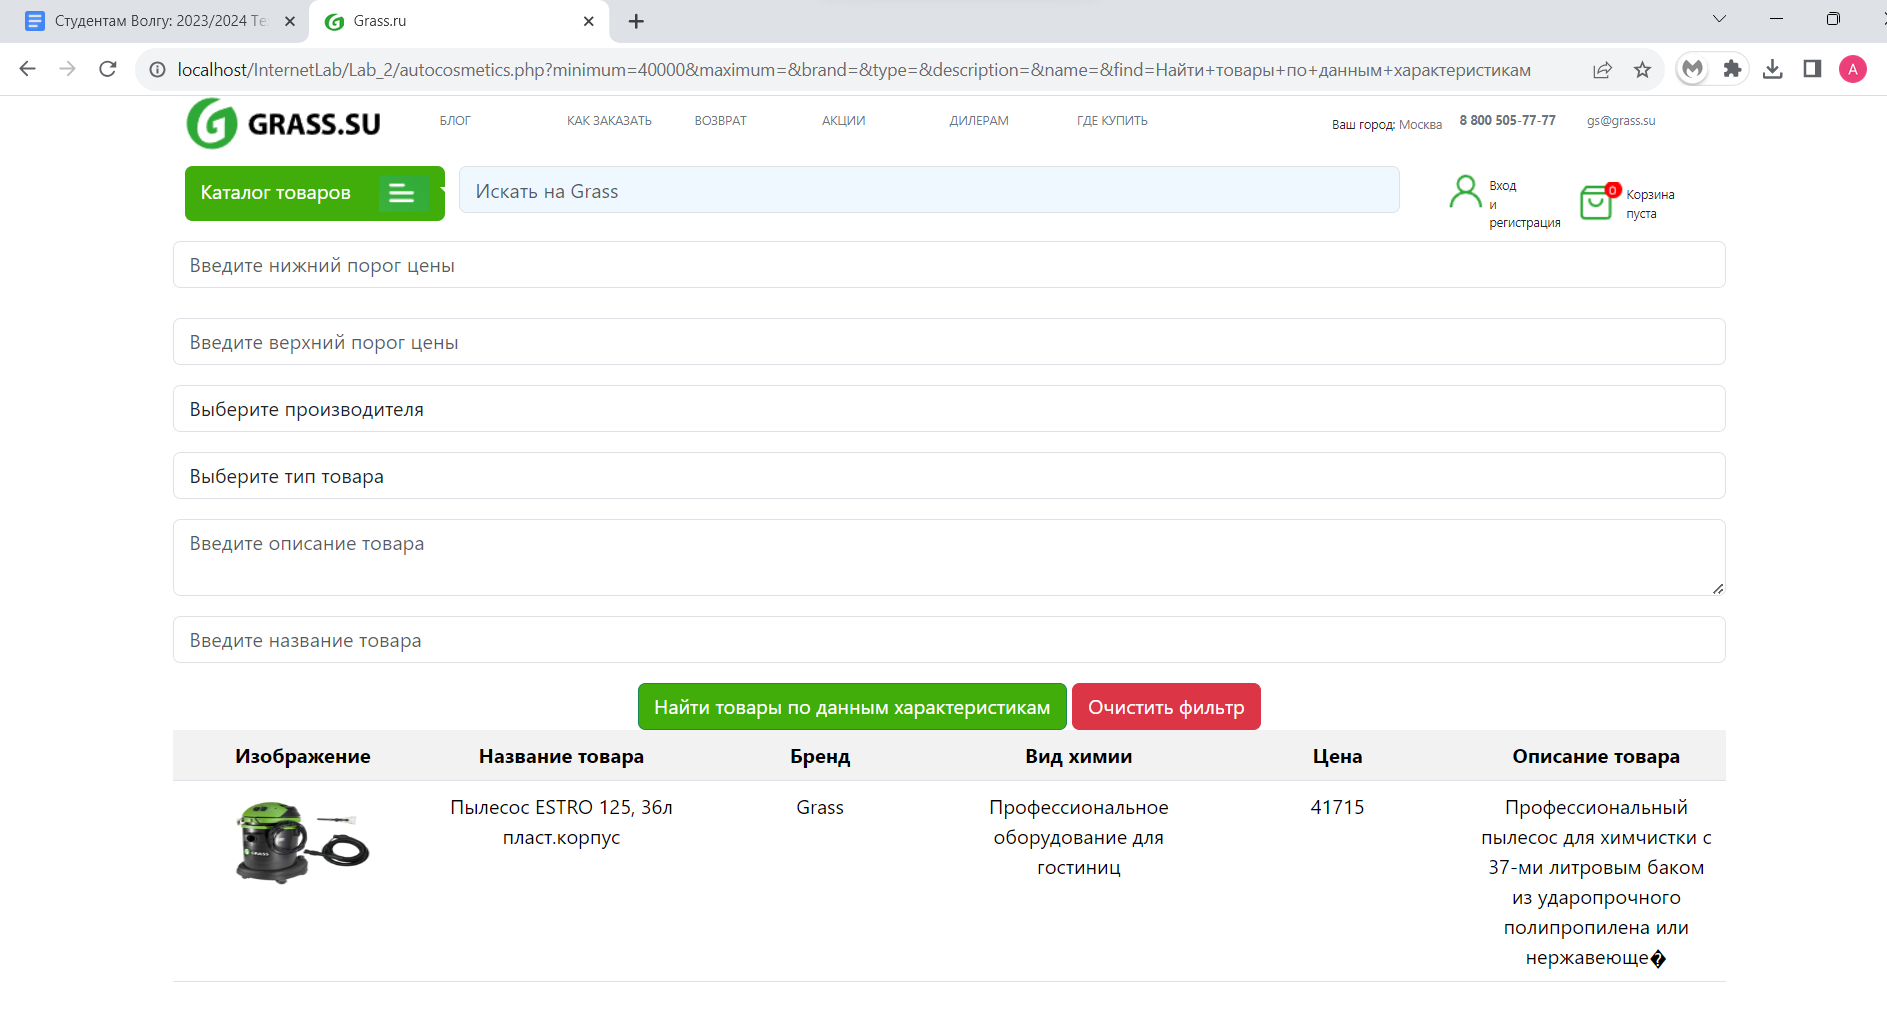 Студентам Волгу: 2023/2024 Те
Grass.ru
localhost/InternetLab/Lab_2/autocosmetics.php?minimum=40000&maximum=&brand=&type=&description=&name=&find=Найти+товары+по+данным+характеристикам
A
GRASS.SU
БЛОГ
КАК ЗАКАЗАТЬ
ВОЗВРАТ
АКЦИИ
ДИЛЕРАМ
ГДЕ КУПИТЬ
Ваш город: Москва
8 800 505-77-77
gs@grass.su
Каталог товаров
Искать на Grass
Вход
и
регистрация
0
Корзина
пуста
Введите нижний порог цены
Введите верхний порог цены
Выберите производителя
Выберите тип товара
Введите описание товара
Введите название товара
Найти товары по данным характеристикам
Очистить фильтр
Изображение
Название товара
Бренд
Вид химии
Цена
Описание товара
GRASS
Пылесос ESTRO 125, 36л
пласт.корпус
Grass
Профессиональное
оборудование для
гостиниц
41715
Профессиональный
пылесос для химчистки с
37-ми литровым баком
из ударопрочного
полипропилена или
нержавеюще�